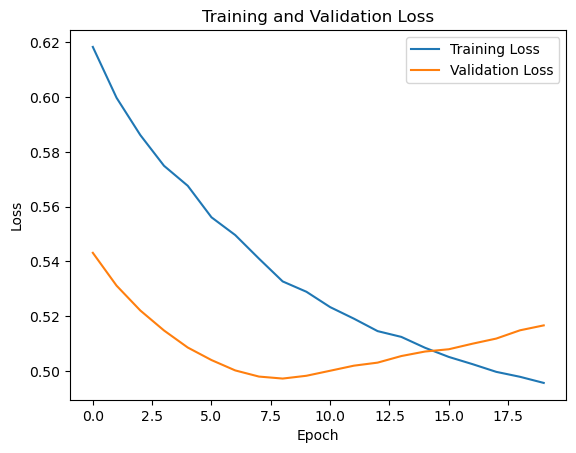 Training and Validation Loss
Training Loss
Validation Loss
0.62
0.60
0.58
0.56
0.54
0.52
0.50
Loss
0.0 2.5 5.0 7.5 10.0 12.5 15.0 17.5
Epoch